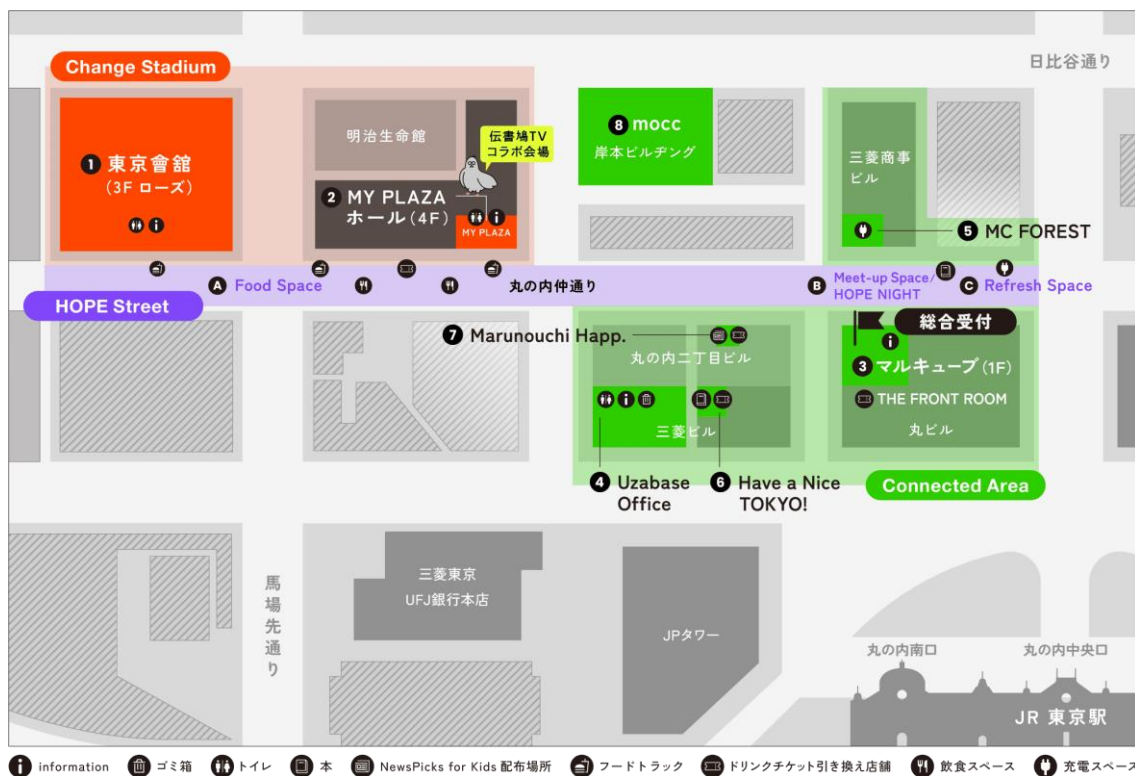 Change Stadium
日比谷通り
1 東京會舘
(3F ローズ)
明治生命館
伝書鳩TV
コラボ会場
2 MY PLAZA
ホール(4F)
MY PLAZA
8 mocc
岸本ビルヂング
三菱商事
ビル
5 MC FOREST
A Food Space
丸の内仲通り
B Meet-up Space/
HOPE NIGHT
C Refresh Space
HOPE Street
7 Marunouchi Happ.
丸の内二丁目ビル
総合受付
3 マルキューブ(1F)
THE FRONT ROOM
丸ビル
三菱ビル
4 Uzabase
Office
6 Have a Nice
TOKYO!
Connected Area
馬場先通り
三菱東京
UFJ銀行本店
JPタワー
丸の内南口
丸の内中央口
JR 東京駅
information
ゴミ箱
トイレ
本
NewsPicks for Kids 配布場所
フードトラック
ドリンクチケット引き換え店舗
飲食スペース
充電スペース